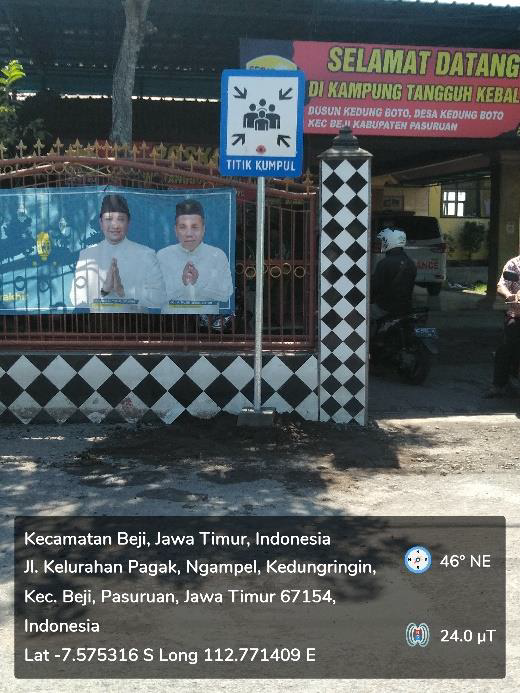 SELAMAT DATANG
DI KAMPUNG TANGGUH KEBAL
DUSUN KEDUNG BOTO, DESA KEDUNG BOTO
KEC BEJI KABUPATEN PASURUAN
TITIK KUMPUL
Kecamatan Beji, Jawa Timur, Indonesia
Jl. Kelurahan Pagak, Ngampel, Kedungringin,
Kec. Beji, Pasuruan, Jawa Timur 67154,
Indonesia
Lat -7.575316 S Long 112.771409 E
46° NE
24.0 µT